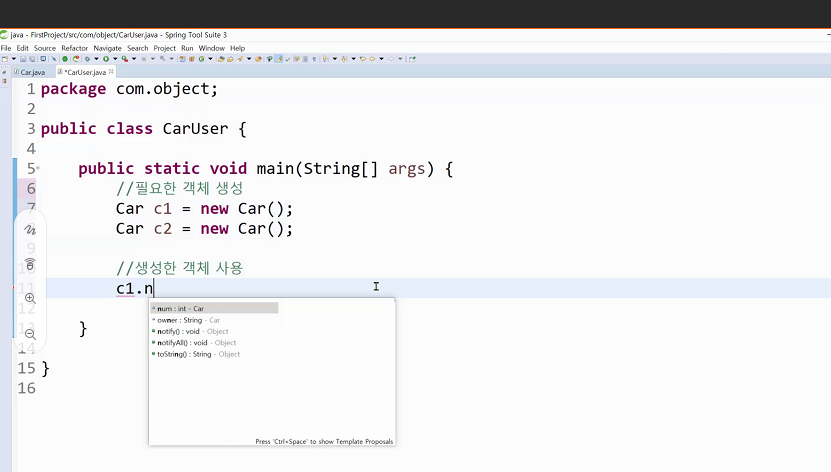 java - FirstProject/src/com/object/CarUser.java - Spring Tool Suite 3
File Edit Source Refactor Navigate Search Project Run Window Help
Car.java *CarUser.java
1 package com.object;
2
3 public class CarUser {
4
5 public static void main(String[] args) {
6 //필요한 객체 생성
7 Car c1 = new Car();
8 Car c2 = new Car();
9
10 //생성한 객체 사용
11 c1.n
12
num : int - Car
owner : String - Car
13 }
notify() : void - Object
notifyAll() : void - Object
14
toString() : String - Object
15 }
16
Press 'Ctrl+Space' to show Template Proposals